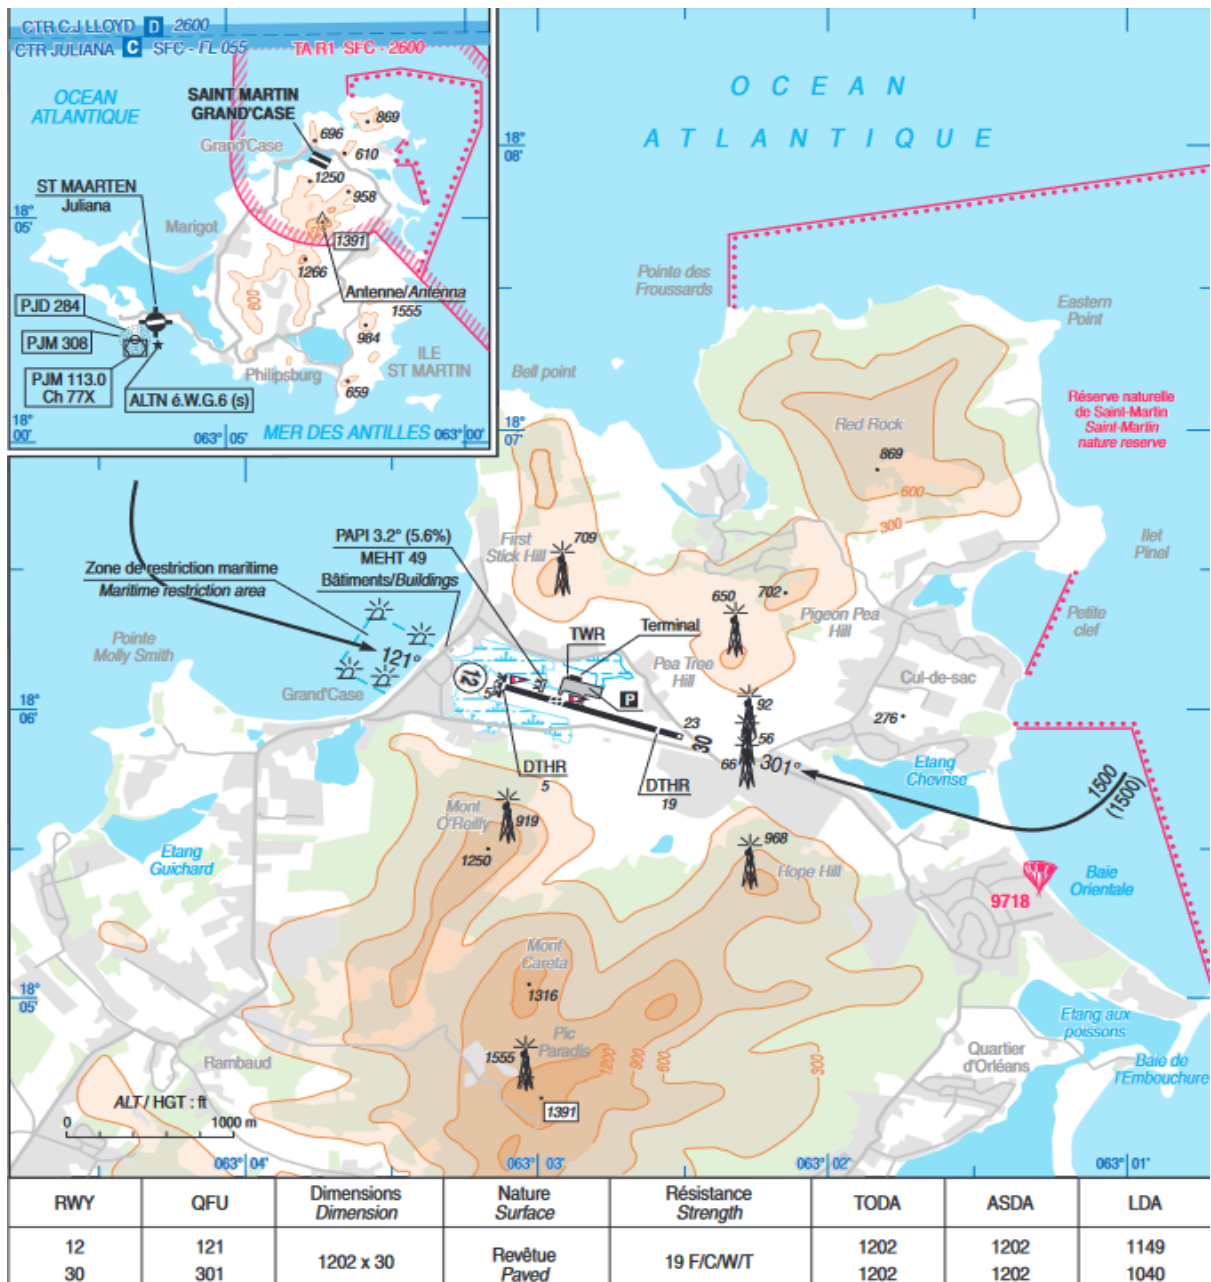 CTR C.J LLOYD D 2600
CTR JULIANA C SFC - FL 055
TA R1 SFC - 2600
OCEAN
ATLANTIQUE
SAINT MARTIN
GRAND'CASE
Grand'Case
869
696
610
1250
958
ST MAARTEN
Juliana
18°
05'
Marigot
1391
1266
600
Antenne/Antenna
1555
984
ILE
ST MARTIN
PJD 284
PJM 308
PJM 113.0
Ch 77X
ALTN é.W.G.6 (s)
Philipsburg
659
18°
00'
063° 05'
MER DES ANTILLES
063° 00'
OCEAN
ATLANTIQUE
18°
08'
Pointe des
Froussards
Eastern
Point
Bell point
18°
07'
Red Rock
869
600
300
Réserve naturelle
de Saint-Martin
Saint-Martin
nature reserve
Ilet
Pinel
PAPI 3.2° (5.6%)
MEHT 49
Bâtiments/Buildings
First
Stick Hill
709
Zone de restriction maritime
Maritime restriction area
650
702
Pigeon Pea
Hill
Petite
clef
Pointe
Molly Smith
121°
Grand'Case
TWR
Terminal
Pea Tree
Hill
Cul-de-sac
12
5
P
18°
06'
23
30
92
56
66
301°
276
Etang
Chevrise
DTHR
5
DTHR
19
1500
(1500)
Mont
O'Reilly
919
1250
968
Hope Hill
Etang
Guichard
9718
Baie
Orientale
Mont
Careta
1316
18°
05'
Pic
Paradis
1555
1391
1200
900
600
300
Etang aux
poissons
Rambaud
Quartier
d'Orléans
Baie de
l'Embouchure
ALT / HGT : ft
0 1000 m
063° 04'
063° 03'
063° 02'
063° 01'
RWY QFU Dimensions Nature Résistance TODA ASDA LDA
Dimension Surface Strength
12 121 1202 x 30 Revêtue 19 F/C/W/T 1202 1202 1149
30 301 Paved 1202 1202 1040